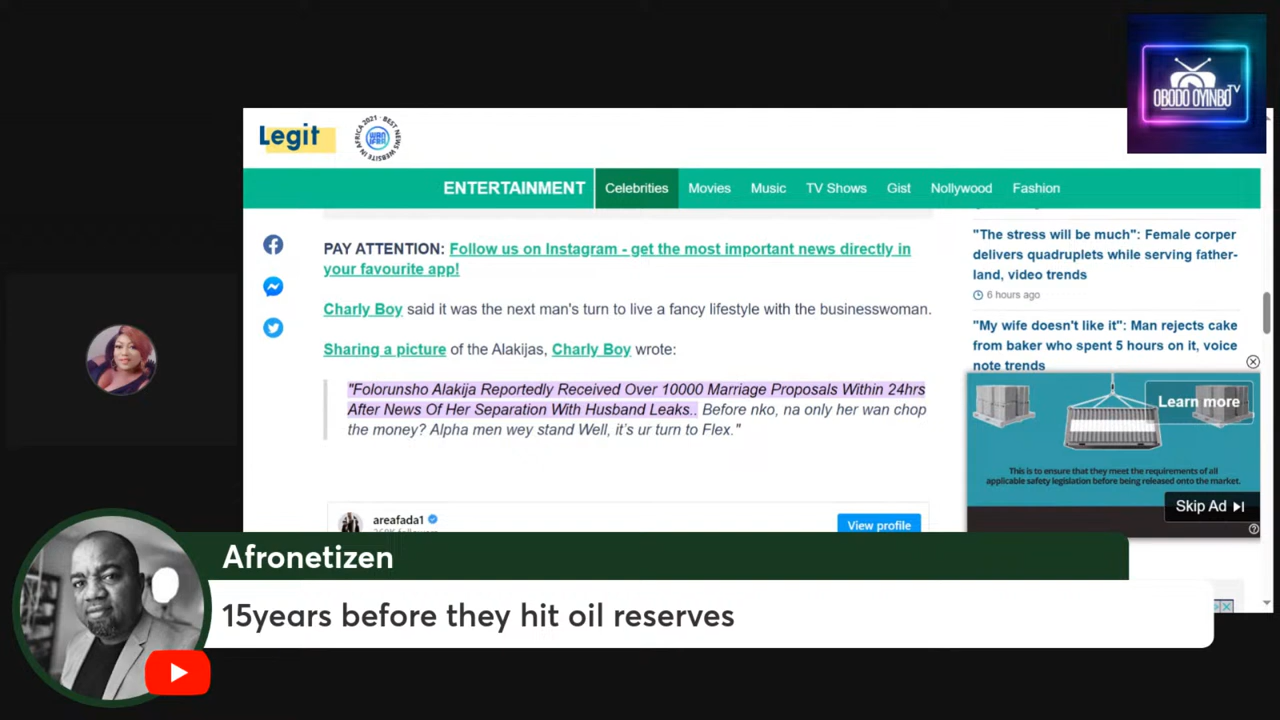 OBODO OYINBO TV
Legit
BEST NEWS WEBSITE IN AFRICA 2021
WAN
IFRA
ENTERTAINMENT Celebrities Movies Music TV Shows Gist Nollywood Fashion
PAY ATTENTION: Follow us on Instagram - get the most important news directly in
your favourite app!
Charly Boy said it was the next man's turn to live a fancy lifestyle with the businesswoman.
Sharing a picture of the Alakijas, Charly Boy wrote:
"Folorunsho Alakija Reportedly Received Over 10000 Marriage Proposals Within 24hrs
After News Of Her Separation With Husband Leaks.. Before nko, na only her wan chop
the money? Alpha men wey stand Well, it's ur turn to Flex."
areafada1
View profile
"The stress will be much": Female corper
delivers quadruplets while serving father-
land, video trends
6 hours ago
"My wife doesn't like it": Man rejects cake
from baker who spent 5 hours on it, voice
note trends
Learn more
This is to ensure that they meet the requirements of all
applicable safety legislation before being released onto the market.
Skip Ad
Afronetizen
15years before they hit oil reserves